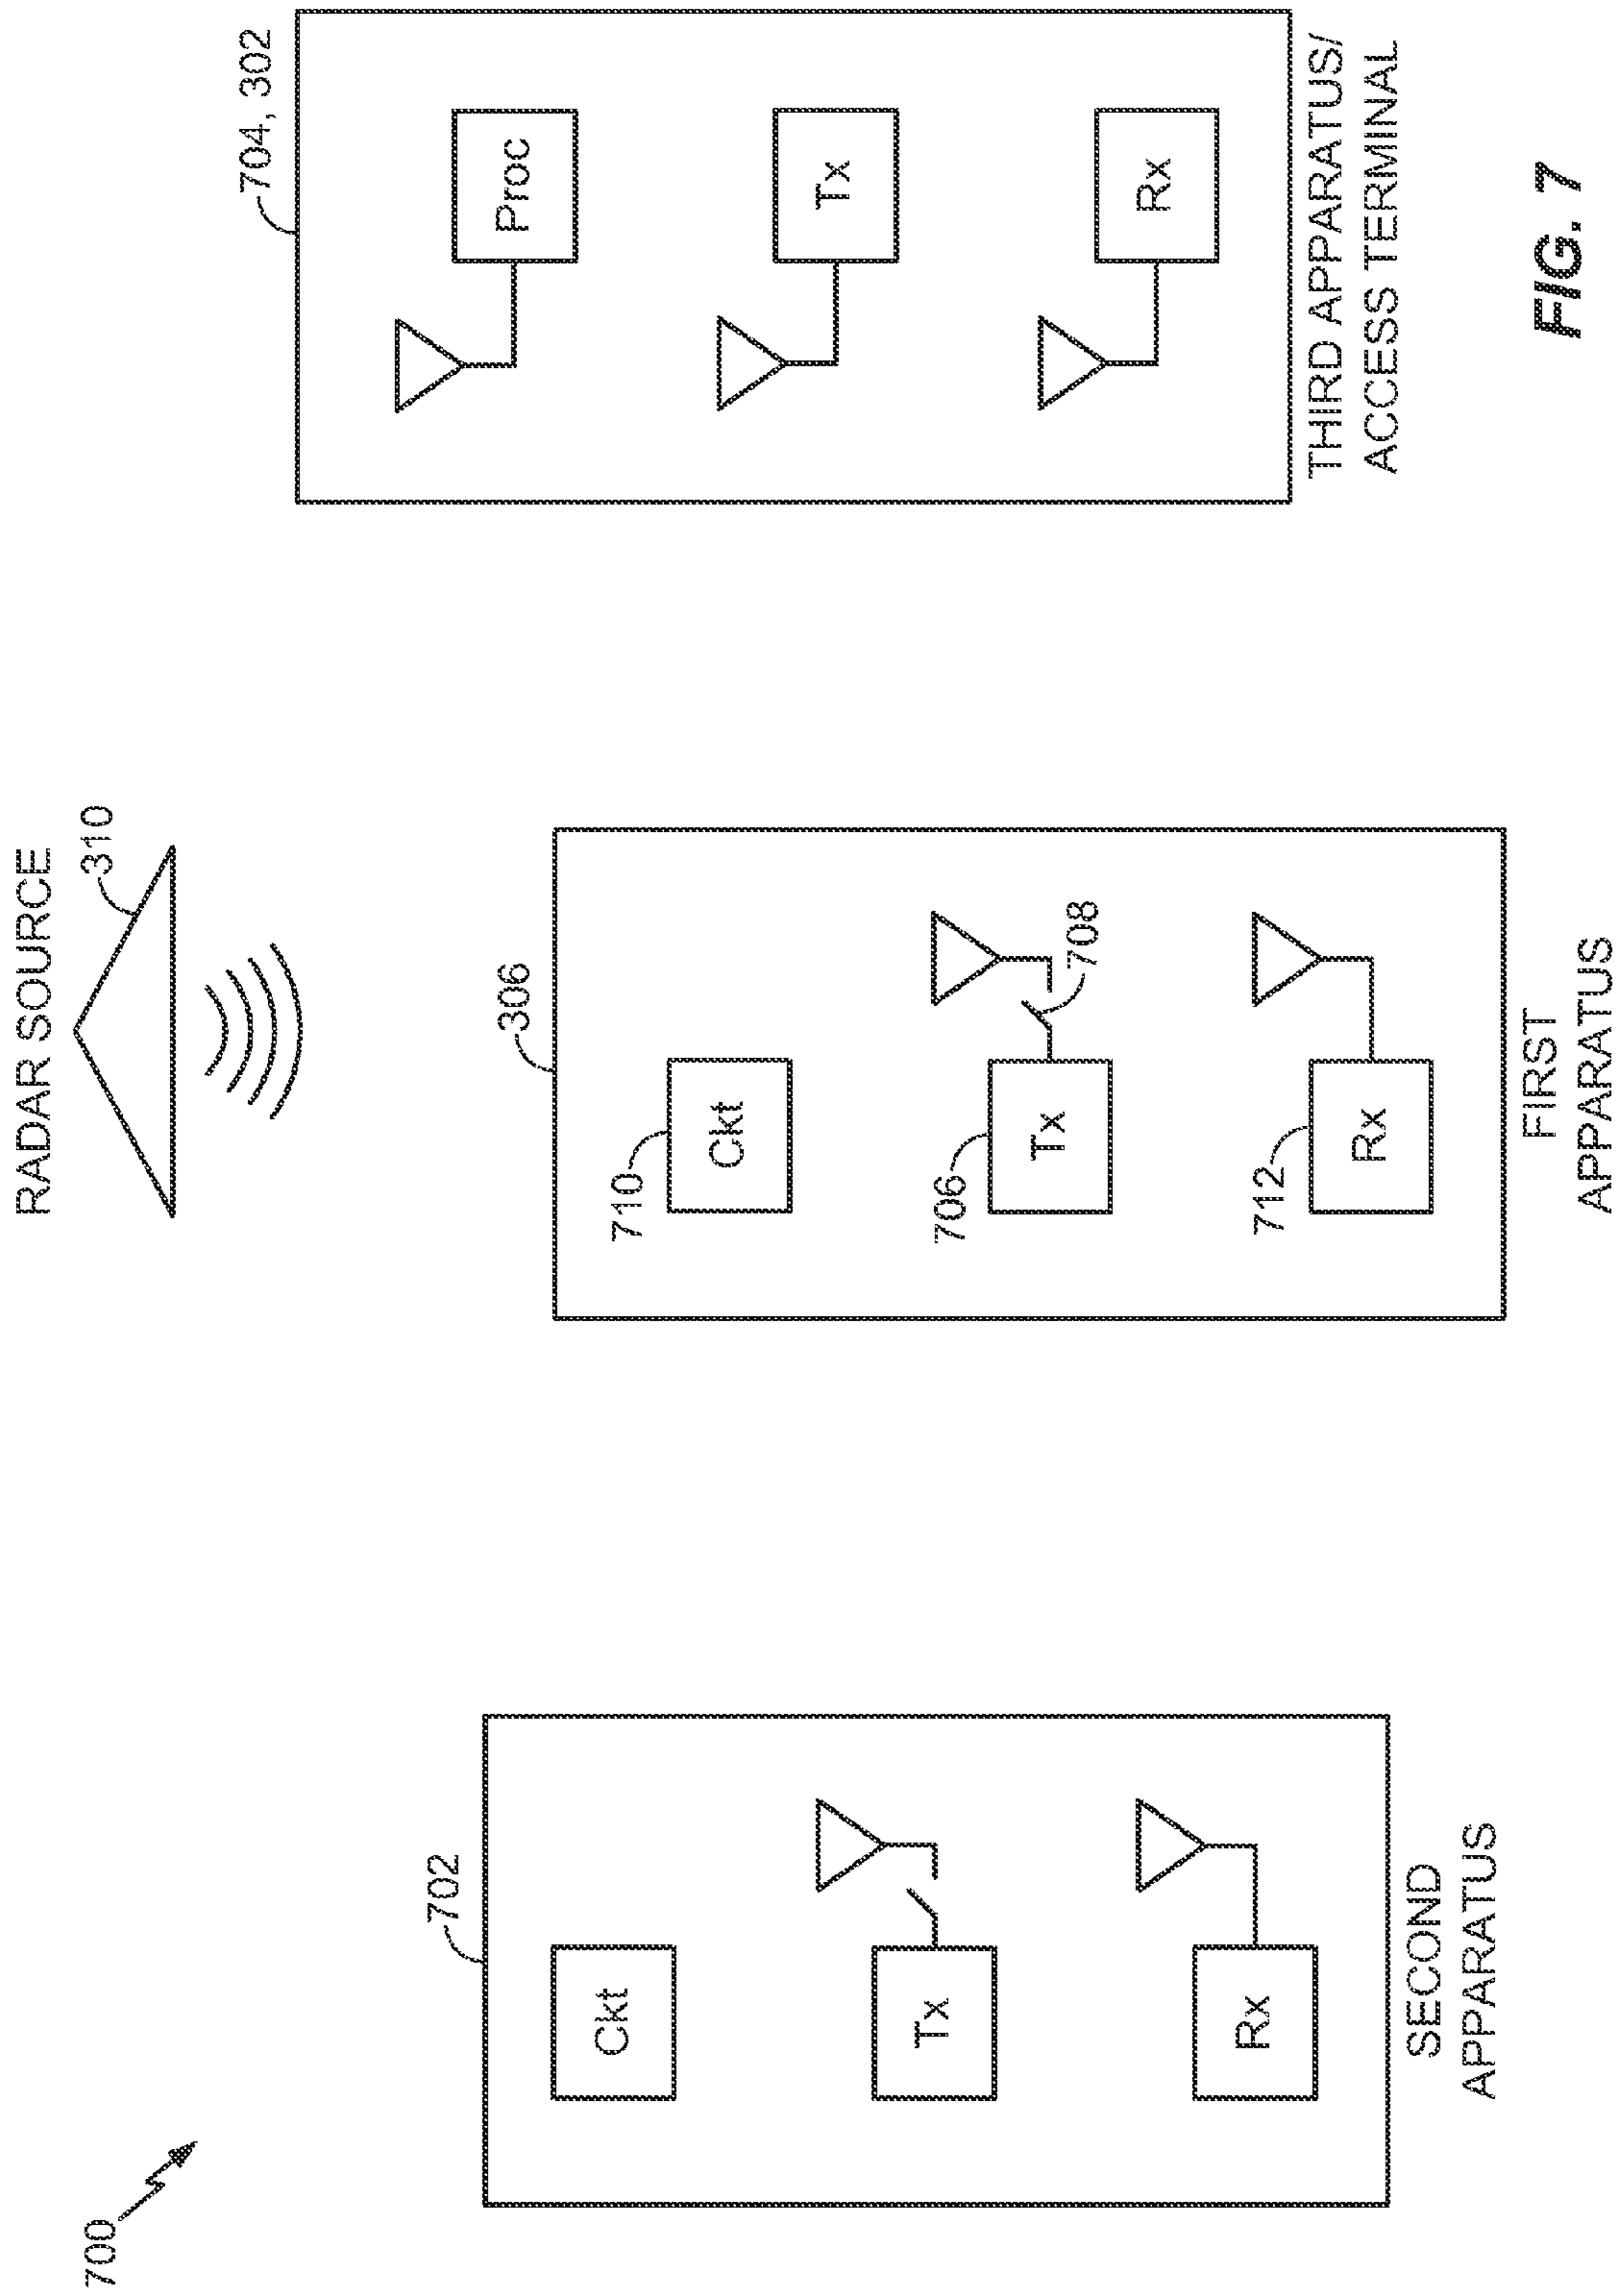 700
RADAR SOURCE
310
702
Ckt
Tx
Rx
SECOND
APPARATUS
306
710
Ckt
706
Tx
708
712
Rx
FIRST
APPARATUS
704, 302
Proc
Tx
Rx
THIRD APPARATUS/
ACCESS TERMINAL
FIG. 7